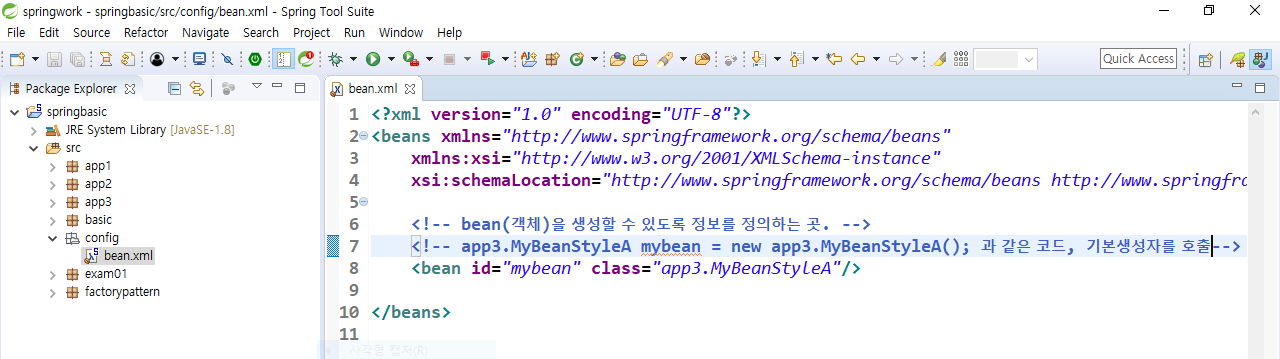 springwork - springbasic/src/config/bean.xml - Spring Tool Suite
File Edit Source Refactor Navigate Search Project Run Window Help
Quick Access
Package Explorer
springbasic
JRE System Library [JavaSE-1.8]
src
app1
app2
app3
basic
config
bean.xml
exam01
factorypattern
bean.xml
1 <?xml version="1.0" encoding="UTF-8"?>
2 <beans xmlns="http://www.springframework.org/schema/beans"
3 xmlns:xsi="http://www.w3.org/2001/XMLSchema-instance"
4 xsi:schemaLocation="http://www.springframework.org/schema/beans http://www.springf
5
6 <!-- bean(객체)을 생성할 수 있도록 정보를 정의하는 곳. -->
7 <!-- app3.MyBeanStyleA mybean = new app3.MyBeanStyleA(); 과 같은 코드, 기본생성자를 호출-->
8 <bean id="mybean" class="app3.MyBeanStyleA"/>
9
10 </beans>
11
사각형 캡처(R)